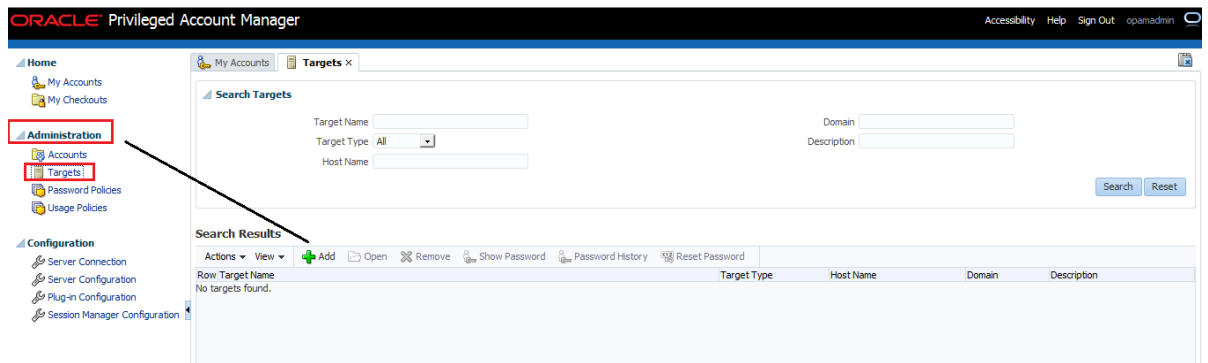 ORACLE Privileged Account Manager
Accessibility Help Sign Out opamadmin
Home
My Accounts
My Checkouts
Administration
Accounts
Targets
Password Policies
Usage Policies
Configuration
Server Connection
Server Configuration
Plug-in Configuration
Session Manager Configuration
My Accounts Targets ×
Search Targets
Target Name Domain
Target Type All Description
Host Name
Search Reset
Search Results
Actions View Add Open Remove Show Password Password History Reset Password
Row Target Name Target Type Host Name Domain Description
No targets found.